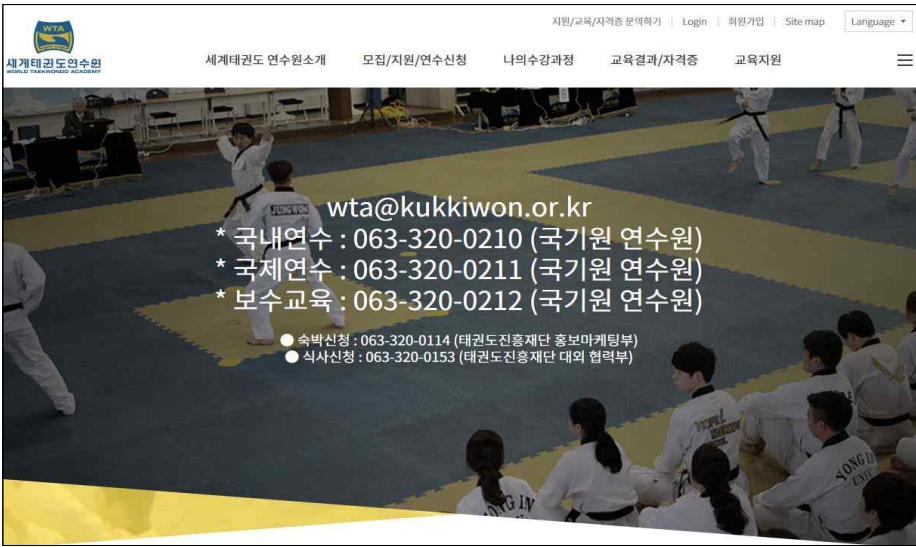 지원/교육/자격증 문의하기 | Login | 회원가입 | Site map Language
WTA
세계태권도연수원
WORLD TAEKWONDO ACADEMY
세계태권도 연수원소개 모집/지원/연수신청 나의수강과정 교육결과/자격증 교육지원
B
JUNGWON
wta@kukkiwon.or.kr
* 국내연수 : 063-320-0210 (국기원 연수원)
* 국제연수 : 063-320-0211 (국기원 연수원)
* 보수교육 : 063-320-0212 (국기원 연수원)
● 숙박신청 : 063-320-0114 (태권도진흥재단 홍보마케팅부)
● 식사신청 : 063-320-0153 (태권도진흥재단 대외 협력부)
YONG IN
UNIV
NG IN